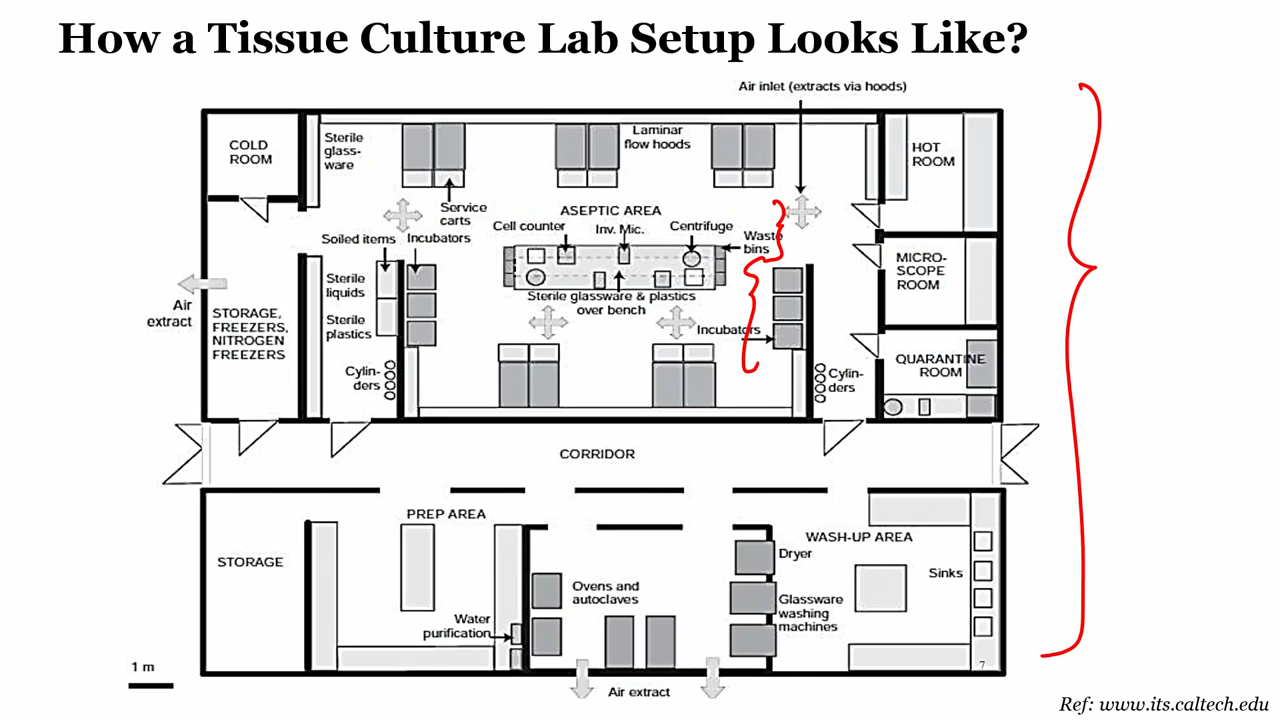 How a Tissue Culture Lab Setup Looks Like?
Air inlet (extracts via hoods)
COLD
ROOM
Sterile
glass-
ware
Laminar
flow hoods
HOT
ROOM
Service
carts
ASEPTIC AREA
Cell counter
Inv. Mic.
Centrifuge
Waste
bins
Soiled items
Incubators
MICRO-
SCOPE
ROOM
Sterile
liquids
Sterile glassware & plastics
over bench
Air
extract
STORAGE,
FREEZERS,
NITROGEN
FREEZERS
Sterile
plastics
Incubators
QUARANTINE
ROOM
Cylin-
ders
Cylin-
ders
CORRIDOR
PREP AREA
WASH-UP AREA
STORAGE
Dryer
Sinks
Ovens and
autoclaves
Glassware
washing
machines
Water
purification
1 m
Air extract
7
Ref: www.its.caltech.edu